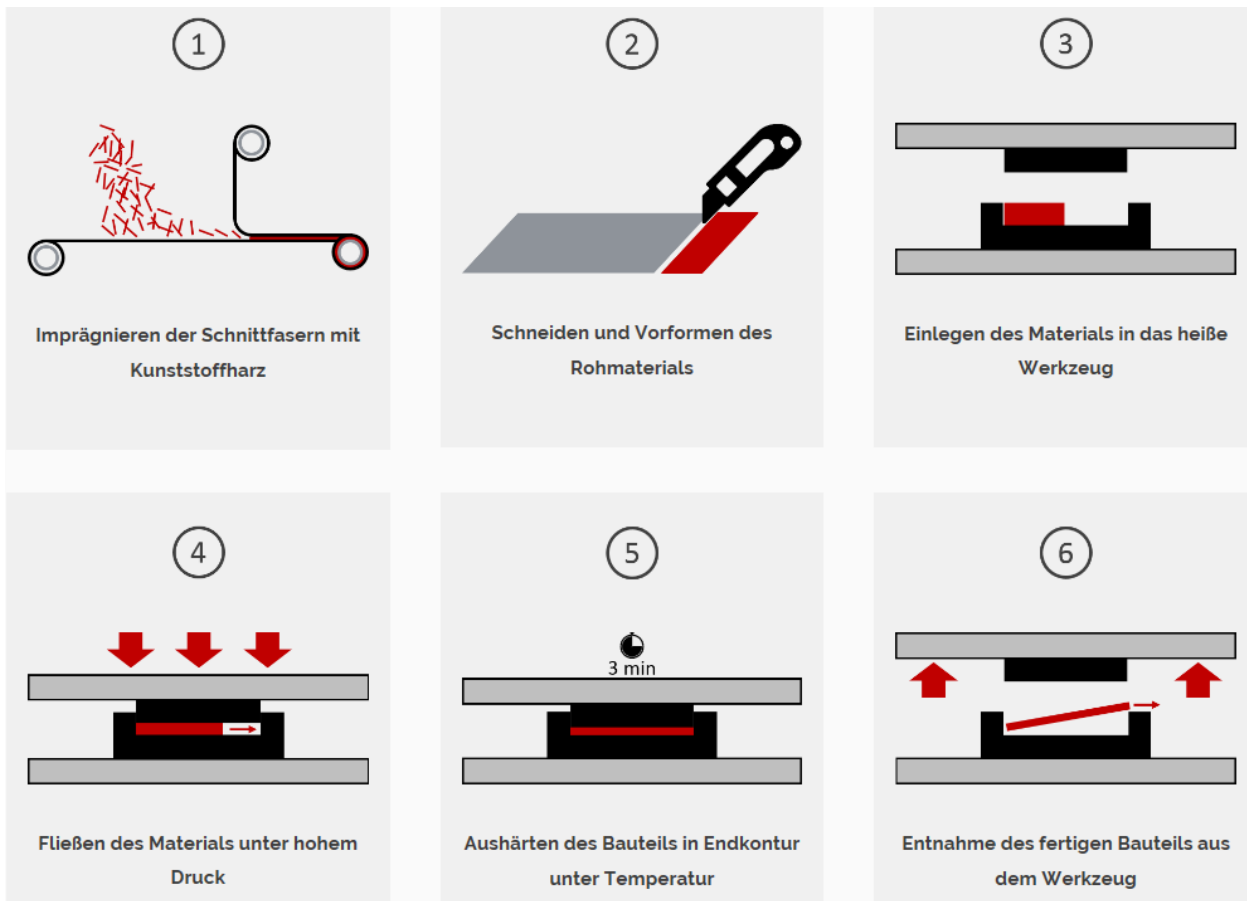 1
Imprägnieren der Schnittfasern mit
Kunststoffharz
2
Schneiden und Vorformen des
Rohmaterials
3
Einlegen des Materials in das heiße
Werkzeug
4
Fließen des Materials unter hohem
Druck
5
3 min
Aushärten des Bauteils in Endkontur
unter Temperatur
6
Entnahme des fertigen Bauteils aus
dem Werkzeug